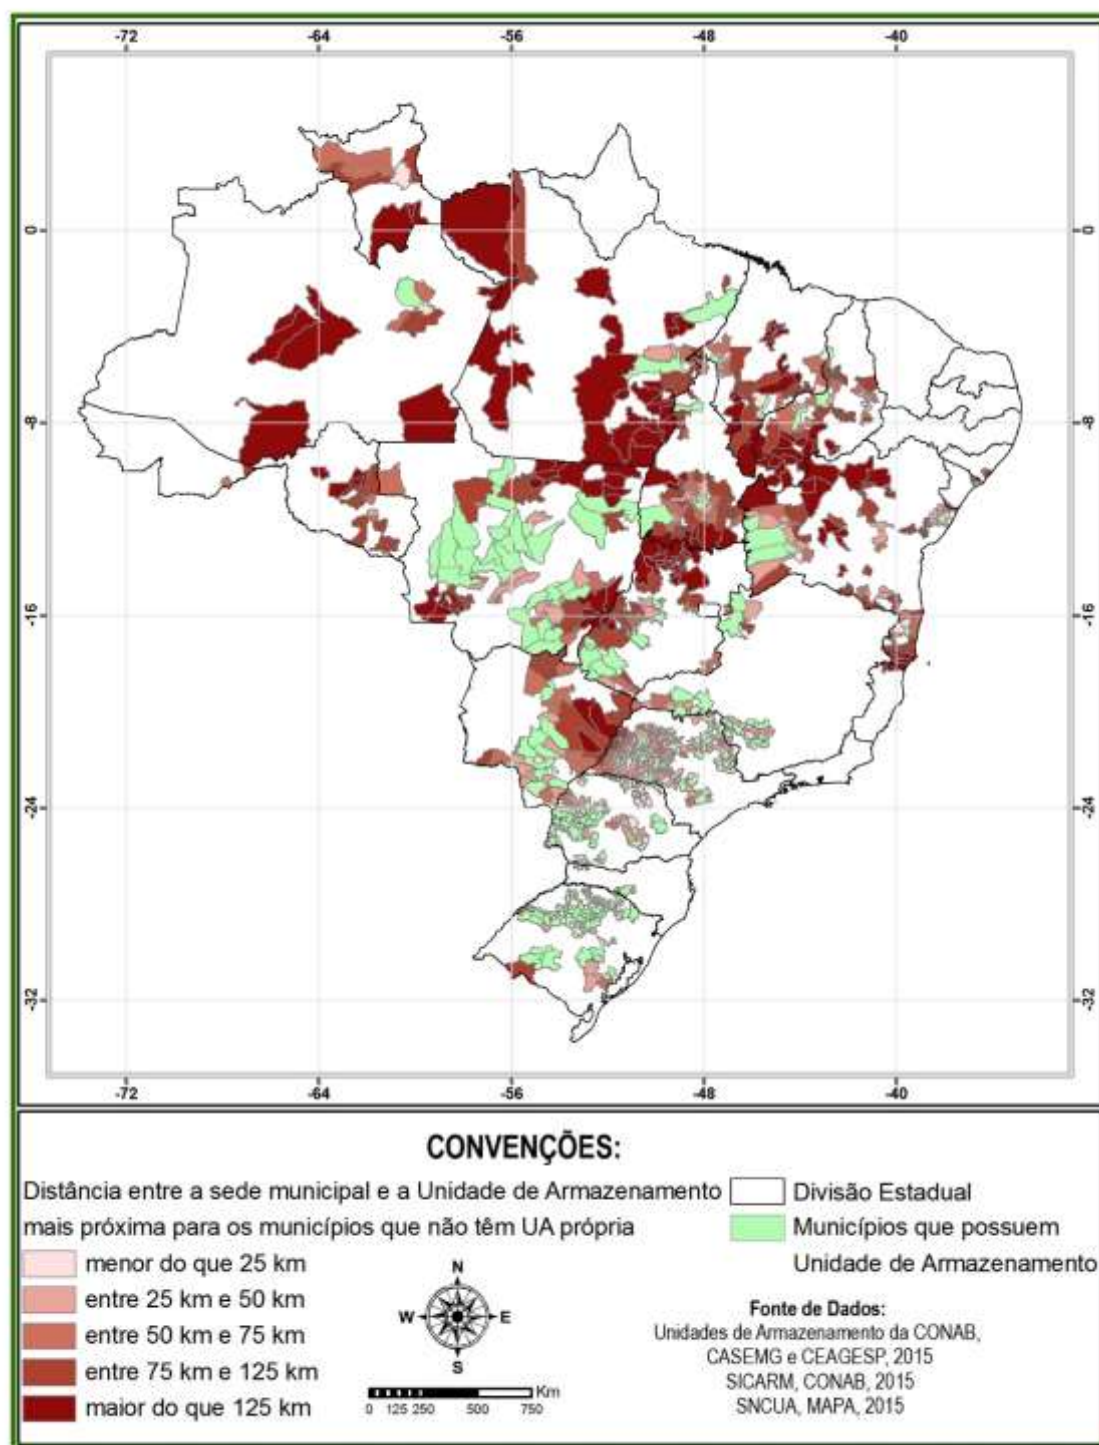 -72 -64 -56 -48 -40
0 0
-8 -8
-16 -16
-24 -24
-32 -32
-72 -64 -56 -48 -40
CONVENÇÕES:
Distância entre a sede municipal e a Unidade de Armazenamento
mais próxima para os municípios que não têm UA própria
menor do que 25 km
entre 25 km e 50 km
entre 50 km e 75 km
entre 75 km e 125 km
maior do que 125 km
N
W E
S
Km
0 125 250 500 750
Divisão Estadual
Municípios que possuem
Unidade de Armazenamento
Fonte de Dados:
Unidades de Armazenamento da CONAB,
CASEMG e CEAGESP, 2015
SICARM, CONAB, 2015
SNCUA, MAPA, 2015